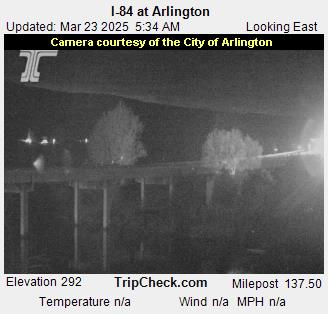 I-84 at Arlington
Updated: Mar 23 2025 5:34 AM Looking East
Camera courtesy of the City of Arlington
Elevation 292 TripCheck.com Milepost 137.50
Temperature n/a Wind n/a MPH n/a